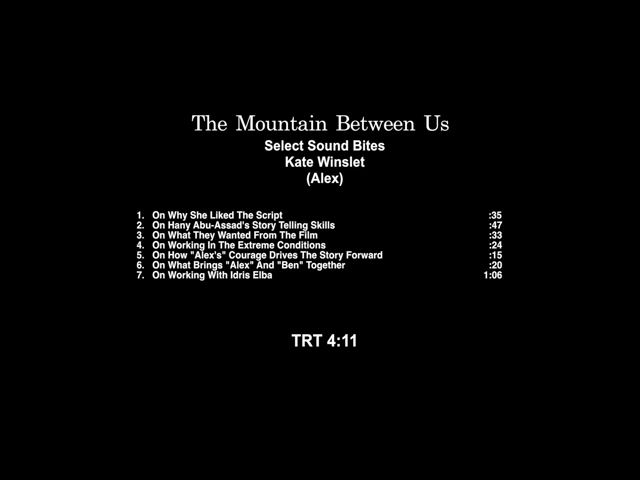 The Mountain Between Us
Select Sound Bites
Kate Winslet
(Alex)
1. On Why She Liked The Script :35
2. On Hany Abu-Assad's Story Telling Skills :47
3. On What They Wanted From The Film :33
4. On Working In The Extreme Conditions :24
5. On How "Alex's" Courage Drives The Story Forward :15
6. On What Brings "Alex" And "Ben" Together :20
7. On Working With Idris Elba 1:06
TRT 4:11